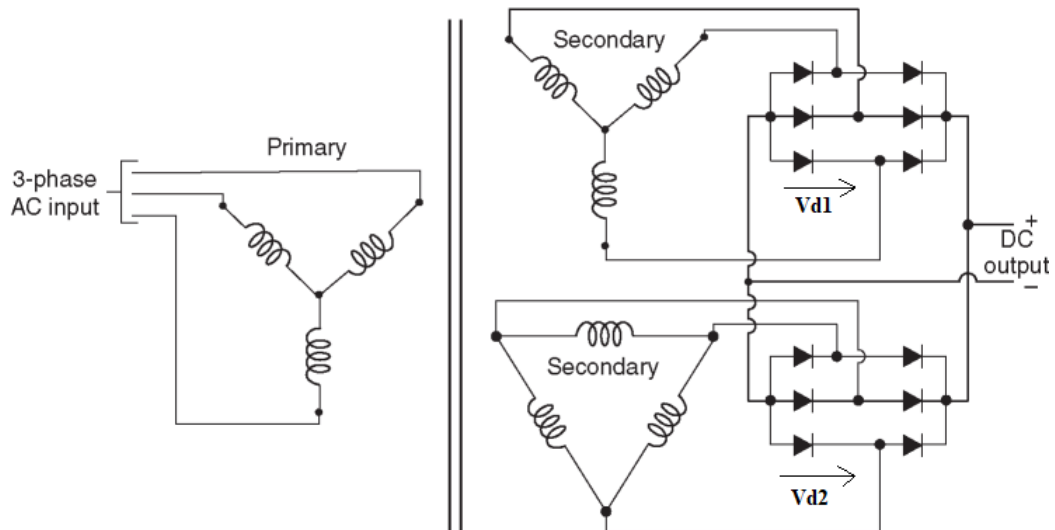 Primary
3-phase
AC input
Secondary
Vd1
+
DC
output
−
Secondary
Vd2